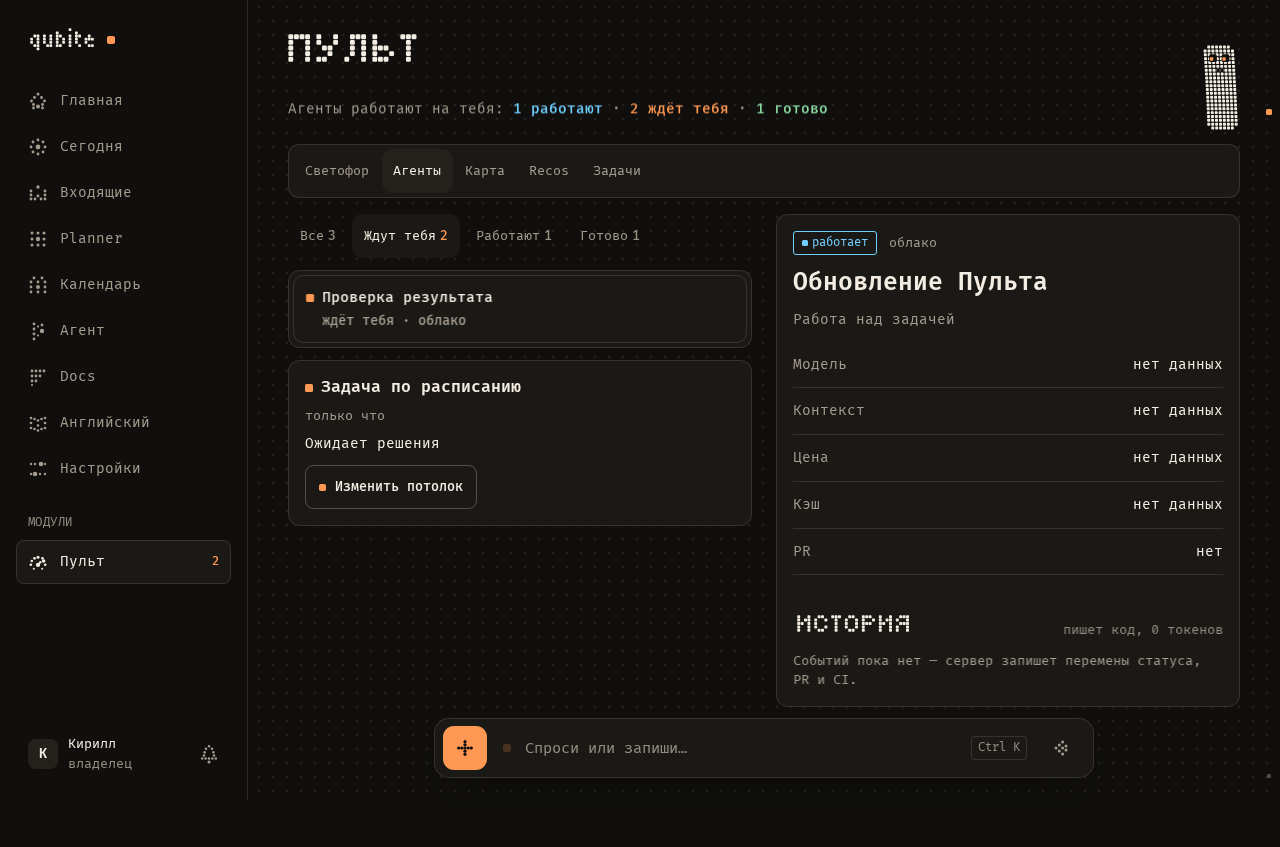 qubite
Главная
Сегодня
Входящие
Planner
Календарь
Агент
Docs
Английский
Настройки
МОДУЛИ
Пульт 2
К
Кирилл
владелец
ПУЛЬТ
Агенты работают на тебя: 1 работают · 2 ждёт тебя · 1 готово
Светофор Агенты Карта Recos Задачи
Все 3 Ждут тебя 2 Работают 1 Готово 1
Проверка результата
ждёт тебя · облако
Задача по расписанию
только что
Ожидает решения
Изменить потолок
работает облако
Обновление Пульта
Работа над задачей
Модель нет данных
Контекст нет данных
Цена нет данных
Кэш нет данных
PR нет
ИСТОРИЯ пишет код, 0 токенов
Событий пока нет — сервер запишет перемены статуса,
PR и CI.
Спроси или запиши… Ctrl K